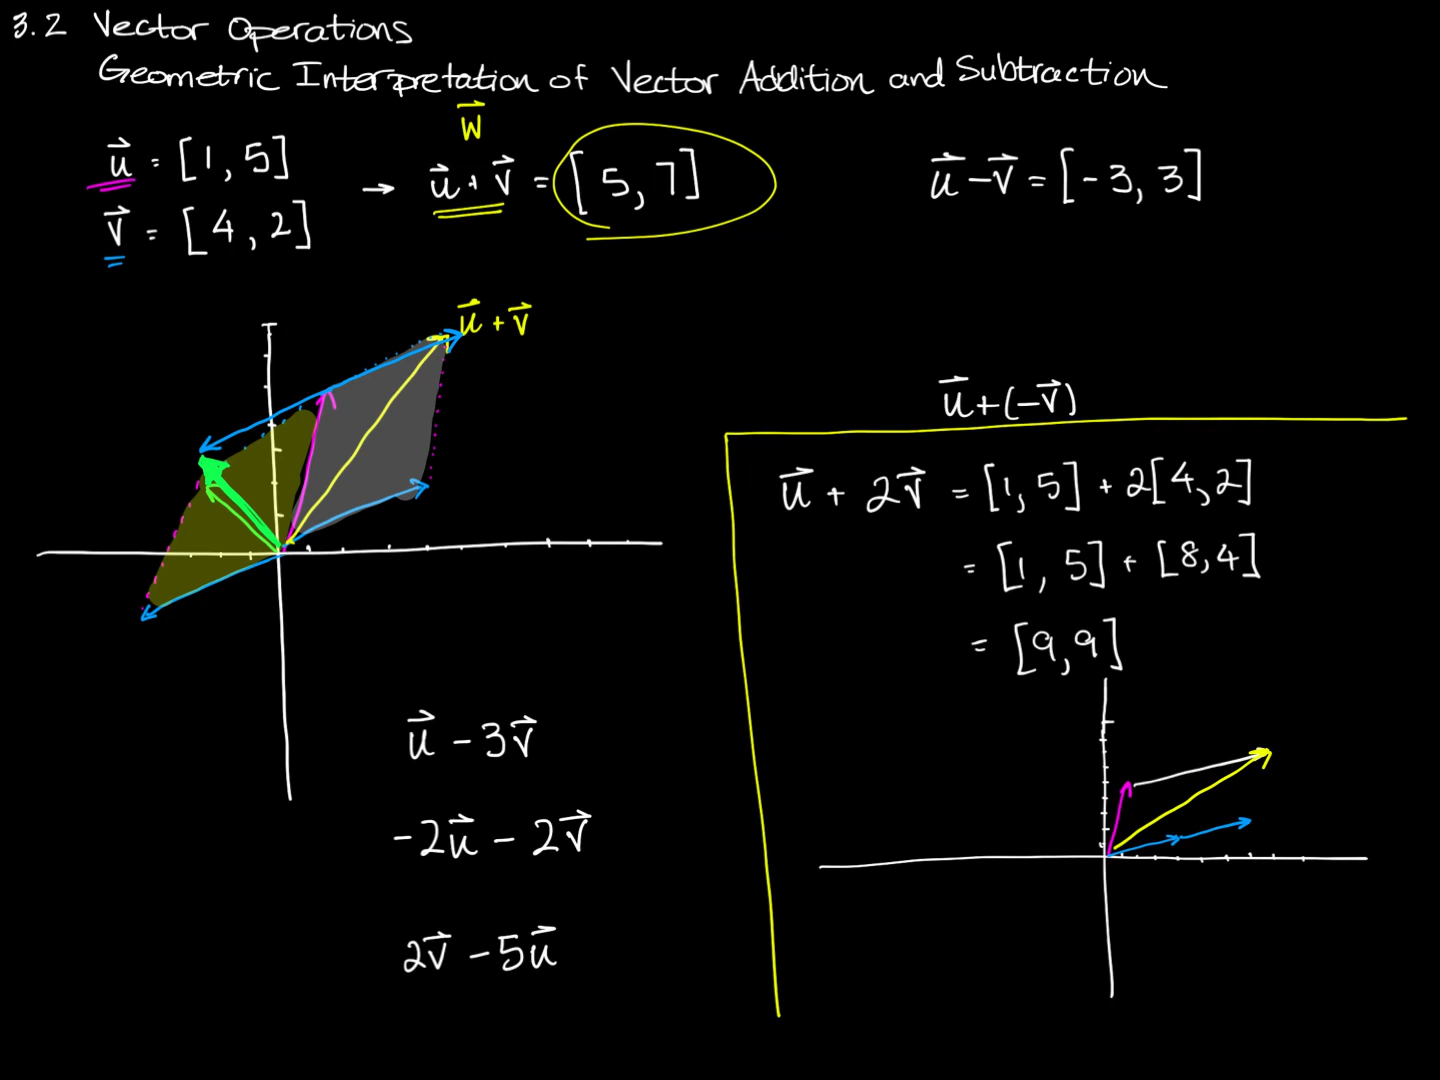 3.2 Vector Operations
Geometric Interpretation of Vector Addition and Subtraction
w⃗
u⃗ = [1, 5]
→ u⃗ + v⃗ = [5, 7]
u⃗ - v⃗ = [-3, 3]
v⃗ = [4, 2]
u⃗ + v⃗
u⃗ + (-v⃗)
u⃗ + 2v⃗ = [1, 5] + 2[4, 2]
= [1, 5] + [8, 4]
= [9, 9]
u⃗ - 3v⃗
-2u⃗ - 2v⃗
2v⃗ - 5u⃗